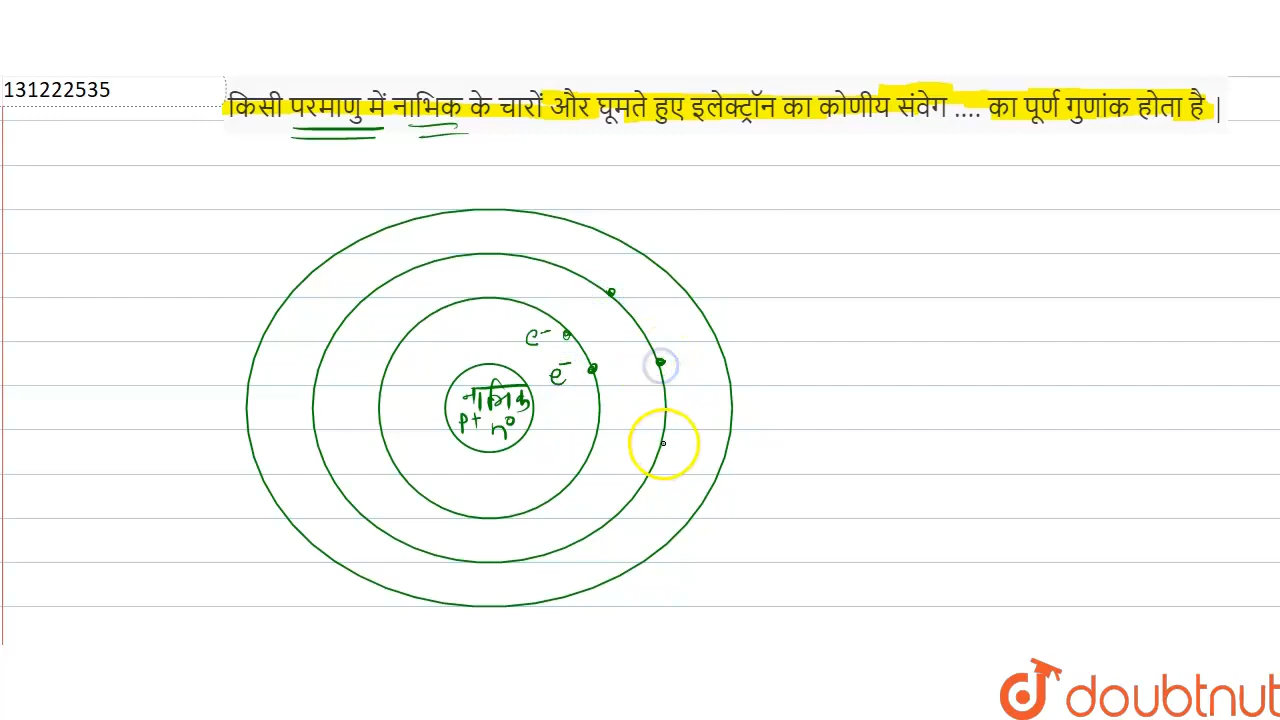 131222535
किसी परमाणु में नाभिक के चारों और घूमते हुए इलेक्ट्रॉन का कोणीय संवेग .... का पूर्ण गुणांक होता है |
e⁻
e⁻
नाभिक
p+ n⁰
doubtnut